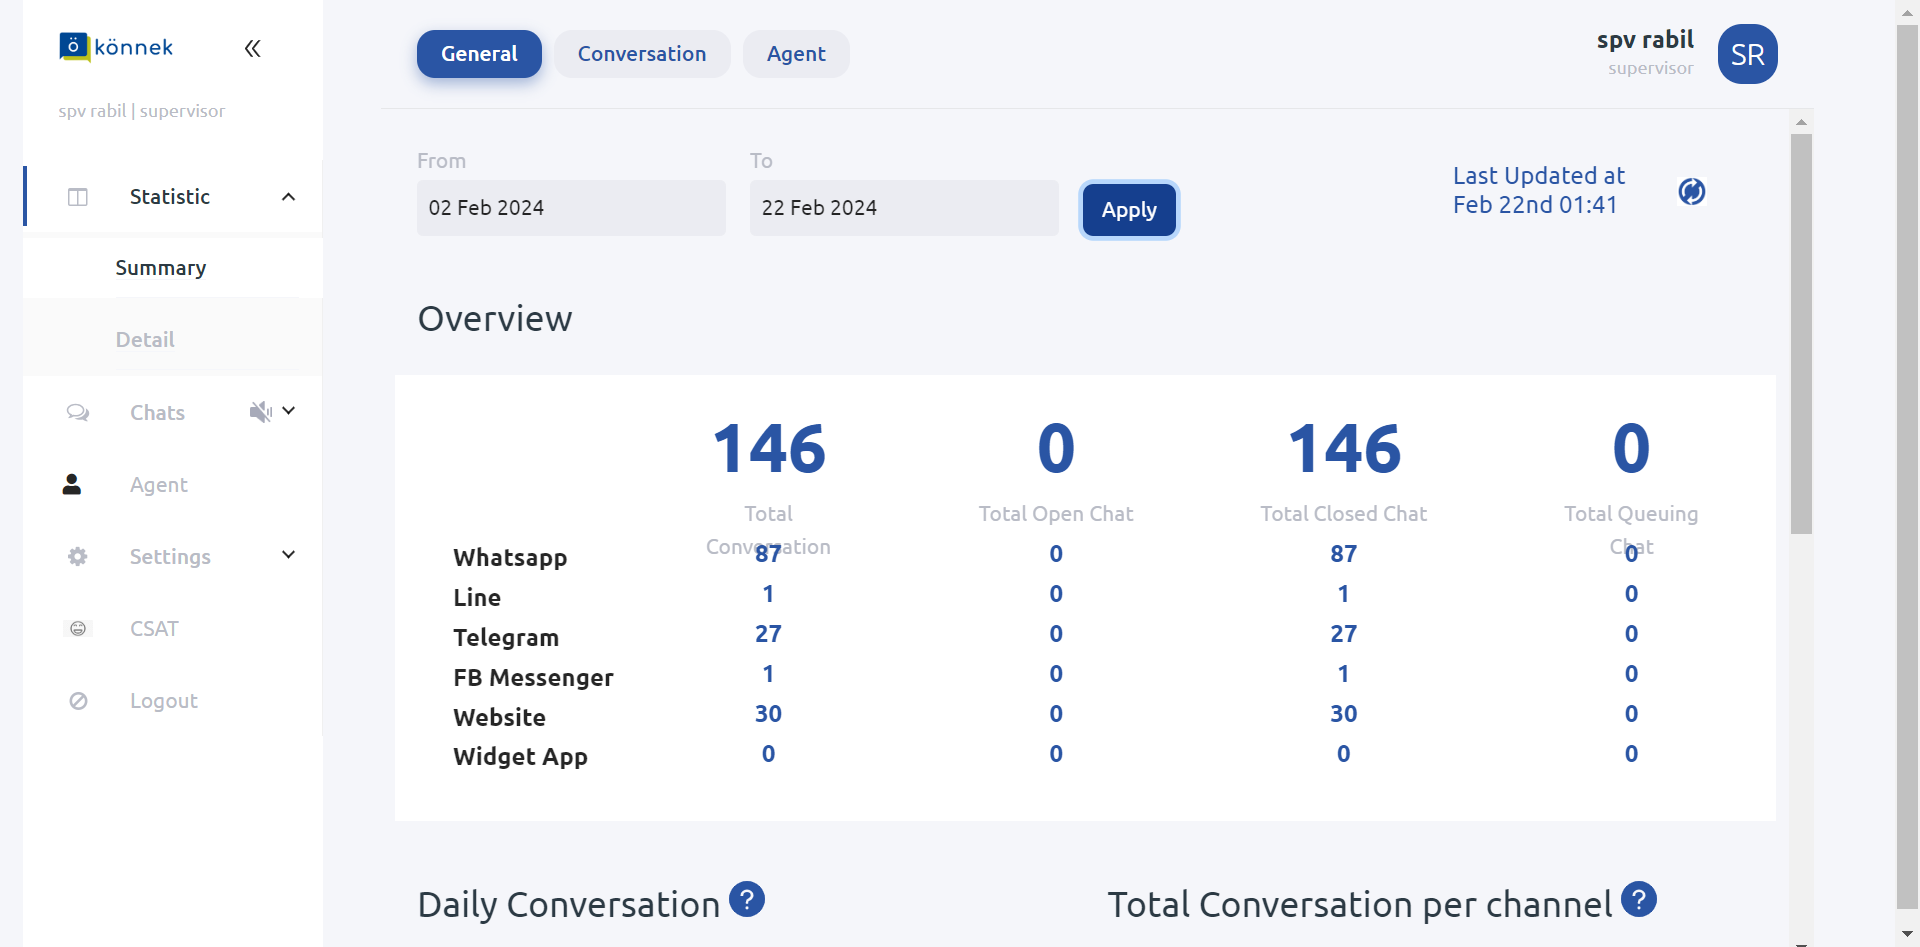 ö könnek
spv rabil | supervisor
Statistic
Summary
Detail
Chats
Agent
Settings
CSAT
Logout
General Conversation Agent
spv rabil
supervisor
SR
From To
02 Feb 2024 22 Feb 2024 Apply
Last Updated at
Feb 22nd 01:41
Overview
146 0 146 0
Total Total Open Chat Total Closed Chat Total Queuing
Conversation Chat
Whatsapp 87 0 87 0
Line 1 0 1 0
Telegram 27 0 27 0
FB Messenger 1 0 1 0
Website 30 0 30 0
Widget App 0 0 0 0
Daily Conversation ? Total Conversation per channel ?